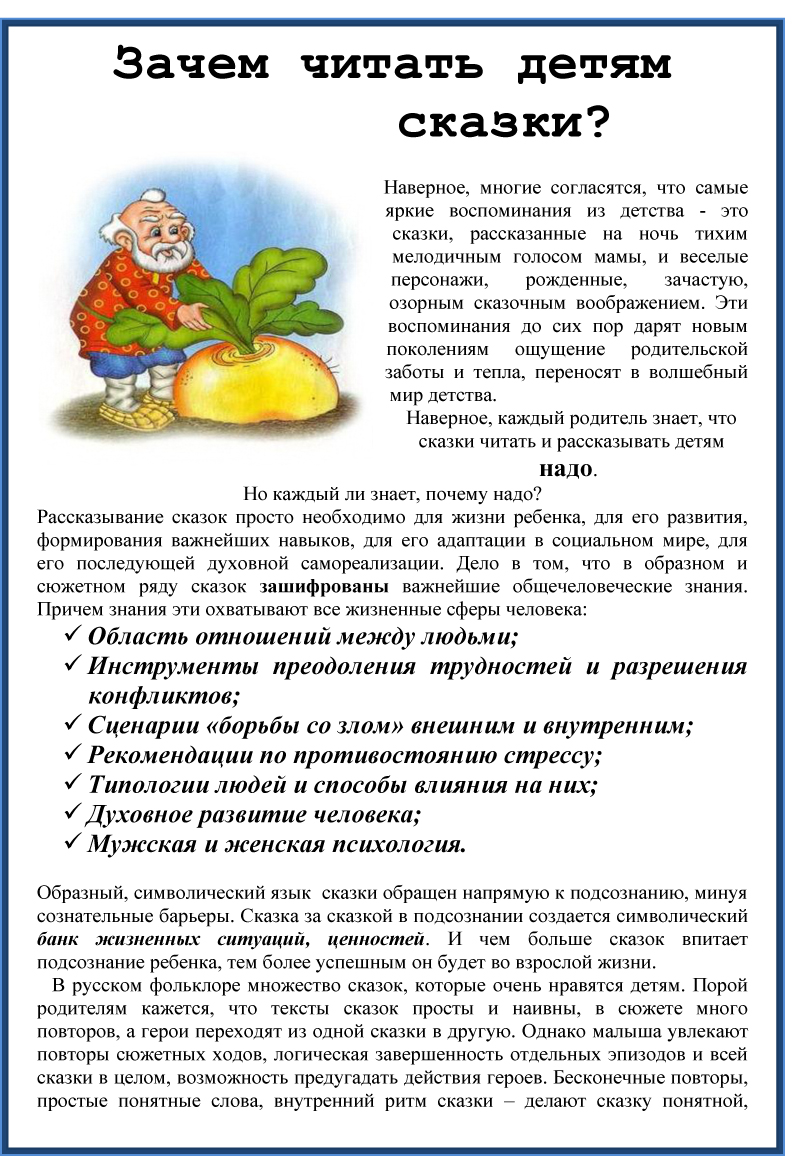 Зачем читать детям
сказки?
Наверное, многие согласятся, что самые
яркие воспоминания из детства - это
сказки, рассказанные на ночь тихим
мелодичным голосом мамы, и веселые
персонажи, рожденные, зачастую,
озорным сказочным воображением. Эти
воспоминания до сих пор дарят новым
поколениям ощущение родительской
заботы и тепла, переносят в волшебный
мир детства.
Наверное, каждый родитель знает, что
сказки читать и рассказывать детям
надо.
Но каждый ли знает, почему надо?
Рассказывание сказок просто необходимо для жизни ребенка, для его развития,
формирования важнейших навыков, для его адаптации в социальном мире, для
его последующей духовной самореализации. Дело в том, что в образном и
сюжетном ряду сказок зашифрованы важнейшие общечеловеческие знания.
Причем знания эти охватывают все жизненные сферы человека:
✓ Область отношений между людьми;
✓ Инструменты преодоления трудностей и разрешения
конфликтов;
✓ Сценарии «борьбы со злом» внешним и внутренним;
✓ Рекомендации по противостоянию стрессу;
✓ Типологии людей и способы влияния на них;
✓ Духовное развитие человека;
✓ Мужская и женская психология.
Образный, символический язык сказки обращен напрямую к подсознанию, минуя
сознательные барьеры. Сказка за сказкой в подсознании создается символический
банк жизненных ситуаций, ценностей. И чем больше сказок впитает
подсознание ребенка, тем более успешным он будет во взрослой жизни.
В русском фольклоре множество сказок, которые очень нравятся детям. Порой
родителям кажется, что тексты сказок просты и наивны, в сюжете много
повторов, а герои переходят из одной сказки в другую. Однако малыша увлекают
повторы сюжетных ходов, логическая завершенность отдельных эпизодов и всей
сказки в целом, возможность предугадать действия героев. Бесконечные повторы,
простые понятные слова, внутренний ритм сказки – делают сказку понятной,